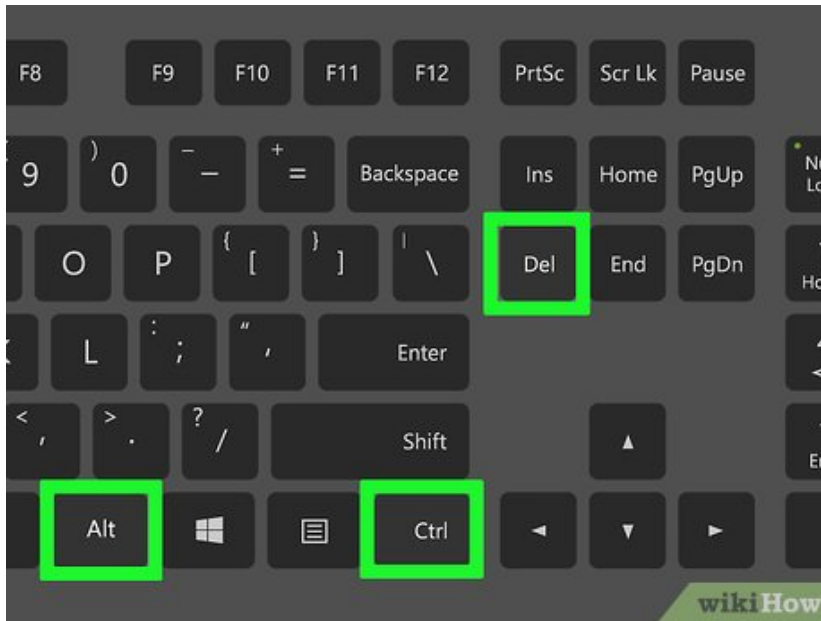 F8 F9 F10 F11 F12 PrtSc Scr Lk Pause
( 9 ) 0 _ - + = Backspace Ins Home PgUp
O P { [ } ] | \ Del End PgDn
L : ; " ' Enter
< , > . ? / Shift
Alt Ctrl
wikiHow